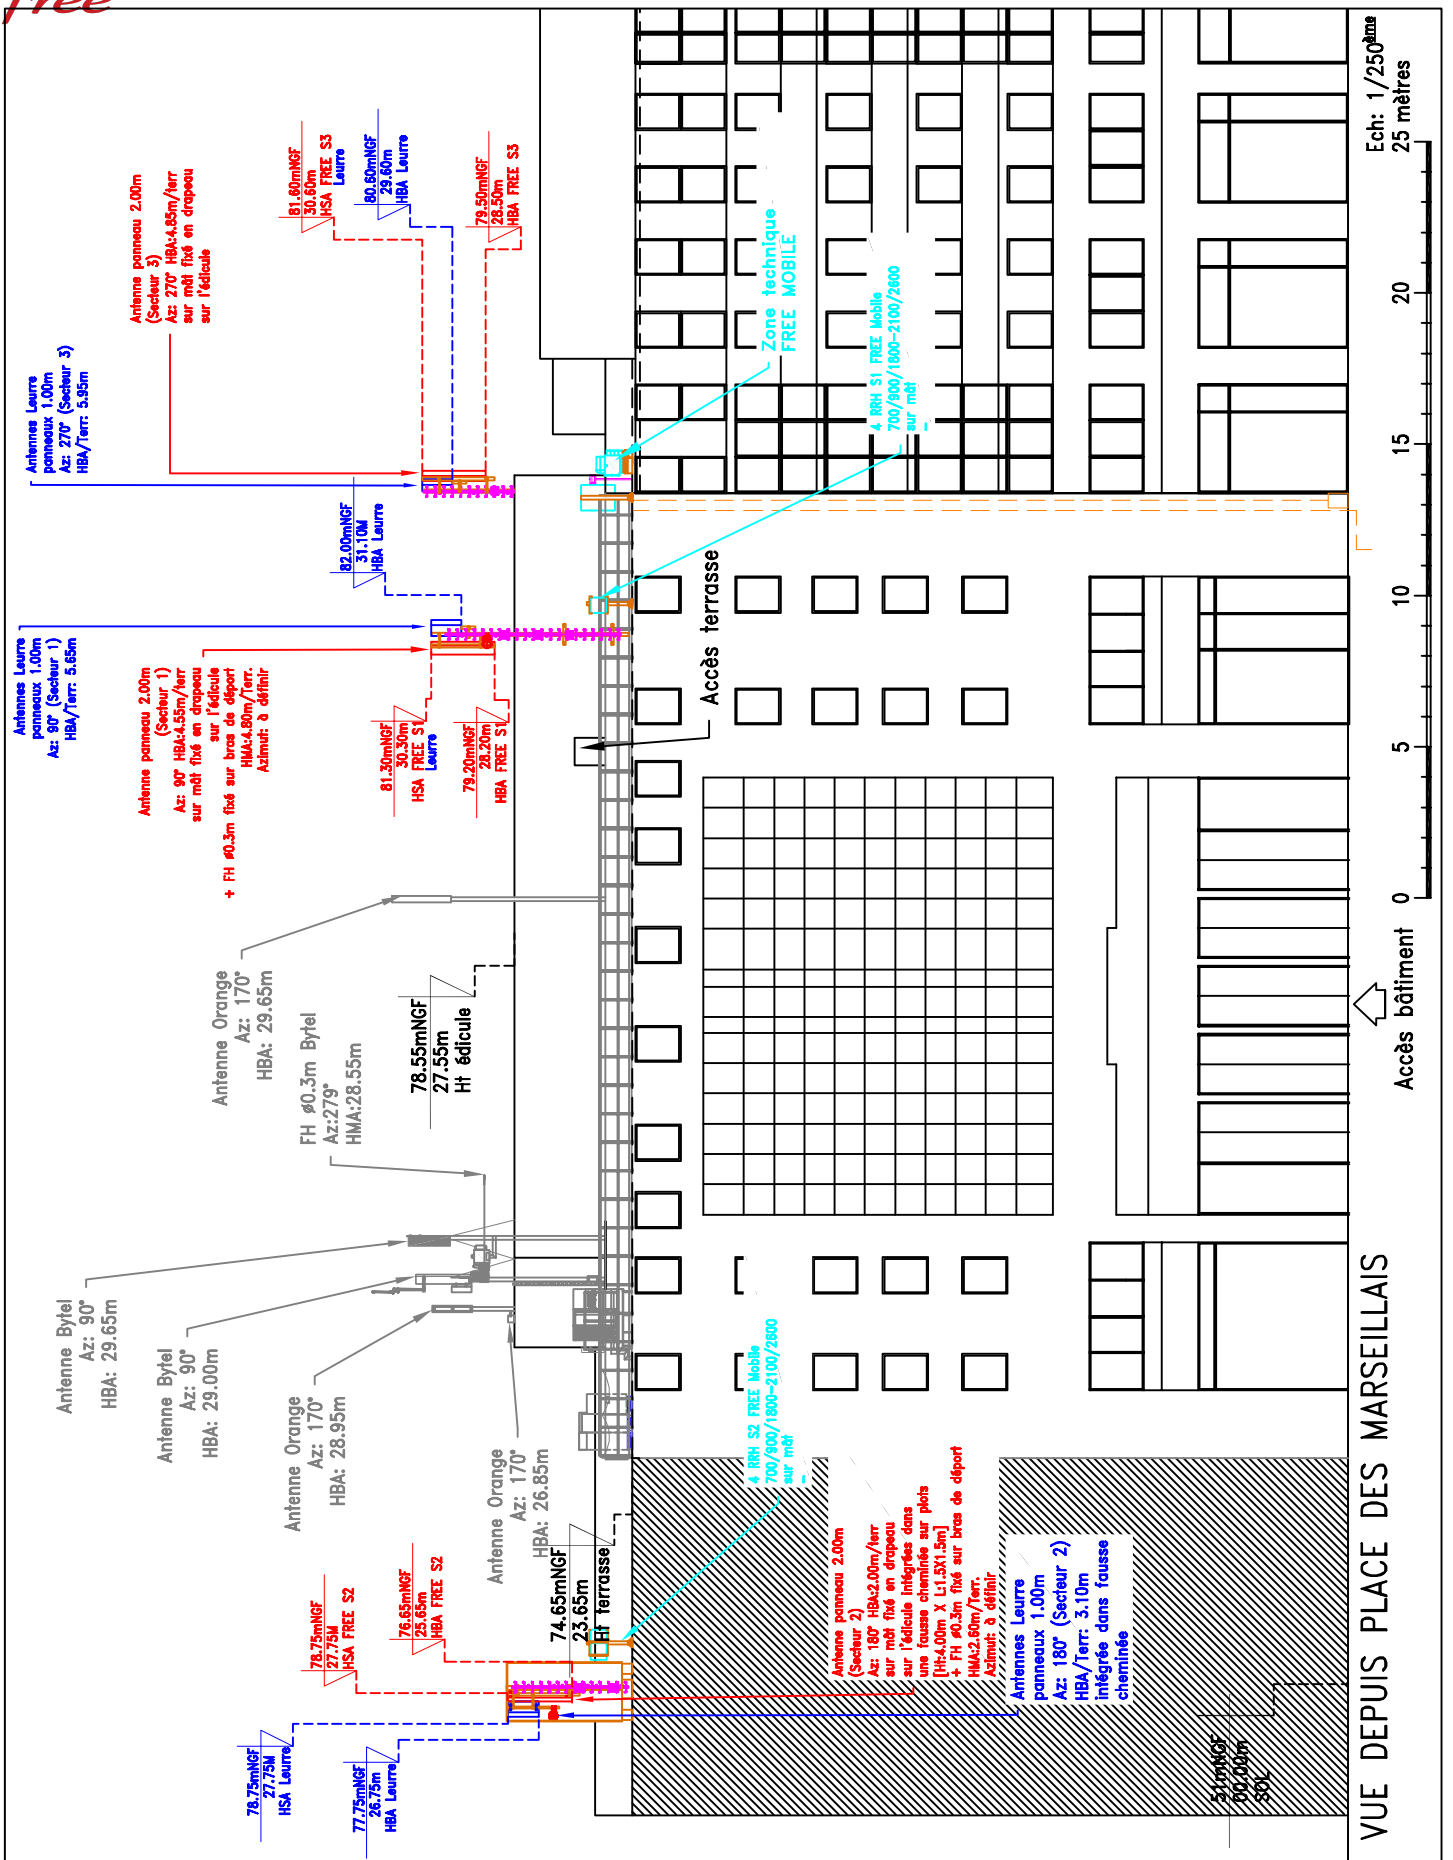 free
Antennes Leurre
panneaux 1.00m
Az: 270° (Secteur 3)
HBA/Terr: 5.95m
Antenne panneau 2.00m
(Secteur 3)
Az: 270° HBA:4.85m/terr
sur mât fixé en drapeau
sur l'édicule
81.60mNGF
30.60m
HSA FREE S3
Leurre
80.60mNGF
29.60m
HBA Leurre
79.50mNGF
28.50m
HBA FREE S3
82.00mNGF
31.10M
HBA Leurre
Antennes Leurre
panneaux 1.00m
Az: 90° (Secteur 1)
HBA/Terr: 5.65m
Antenne panneau 2.00m
(Secteur 1)
Az: 90° HBA:4.55m/terr
sur mât fixé en drapeau
sur l'édicule
+ FH ø0.3m fixé sur bras de déport
HMA:4.80m/Terr.
Azimut: à définir
81.30mNGF
30.30m
HSA FREE S1
Leurre
79.20mNGF
28.20m
HBA FREE S1
Zone technique
FREE MOBILE
4 RRH S1 FREE Mobile
700/900/1800-2100/2600
sur mât
Accès terrasse
Antenne Orange
Az: 170°
HBA: 29.65m
FH ø0.3m Bytel
Az:279°
HMA:28.55m
78.55mNGF
27.55m
Ht édicule
Antenne Bytel
Az: 90°
HBA: 29.65m
Antenne Bytel
Az: 90°
HBA: 29.00m
Antenne Orange
Az: 170°
HBA: 28.95m
Antenne Orange
Az: 170°
HBA: 26.85m
74.65mNGF
23.65m
Ht terrasse
78.75mNGF
27.75M
HSA FREE S2
76.65mNGF
25.65m
HBA FREE S2
78.75mNGF
27.75M
HSA Leurre
77.75mNGF
26.75m
HBA Leurre
4 RRH S2 FREE Mobile
700/900/1800-2100/2600
sur mât
Antenne panneau 2.00m
(Secteur 2)
Az: 180° HBA:2.00m/terr
sur mât fixé en drapeau
sur l'édicule intégrées dans
une fausse cheminée sur plots
[Ht:4.00m X L:1.5X1.5m]
+ FH ø0.3m fixé sur bras de déport
HMA:2.60m/Terr.
Azimut: à définir
Antennes Leurre
panneaux 1.00m
Az: 180° (Secteur 2)
HBA/Terr: 3.10m
intégrée dans fausse
cheminée
51mNGF
00.00m
SOL
Accès bâtiment
Ech: 1/250ème
0 5 10 15 20 25 mètres
VUE DEPUIS PLACE DES MARSEILLAIS